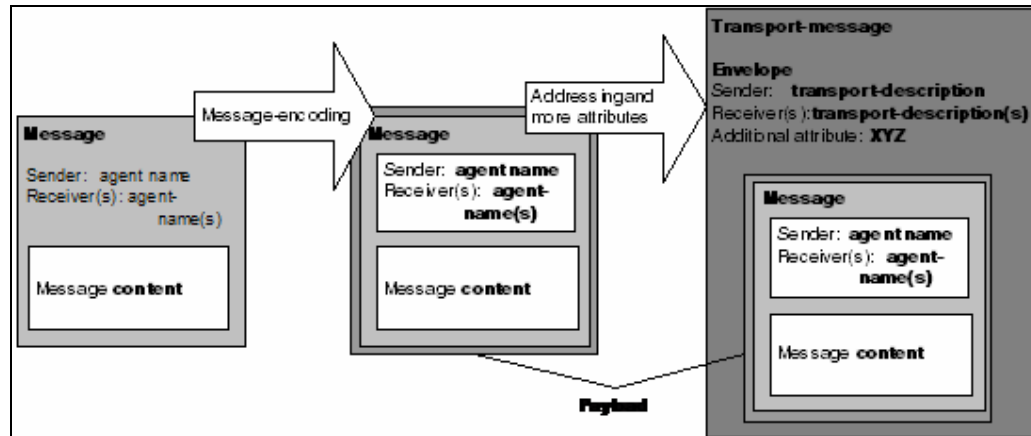 Message
Sender: agent name
Receiver(s): agent-
name(s)
Message content
Message-encoding
Message
Sender: agent name
Receiver(s): agent-
name(s)
Message content
Addressing and
more attributes
Transport-message
Envelope
Sender: transport-description
Receiver(s): transport-description(s)
Additional attribute: XYZ
Message
Sender: agent name
Receiver(s): agent-
name(s)
Message content
Payload